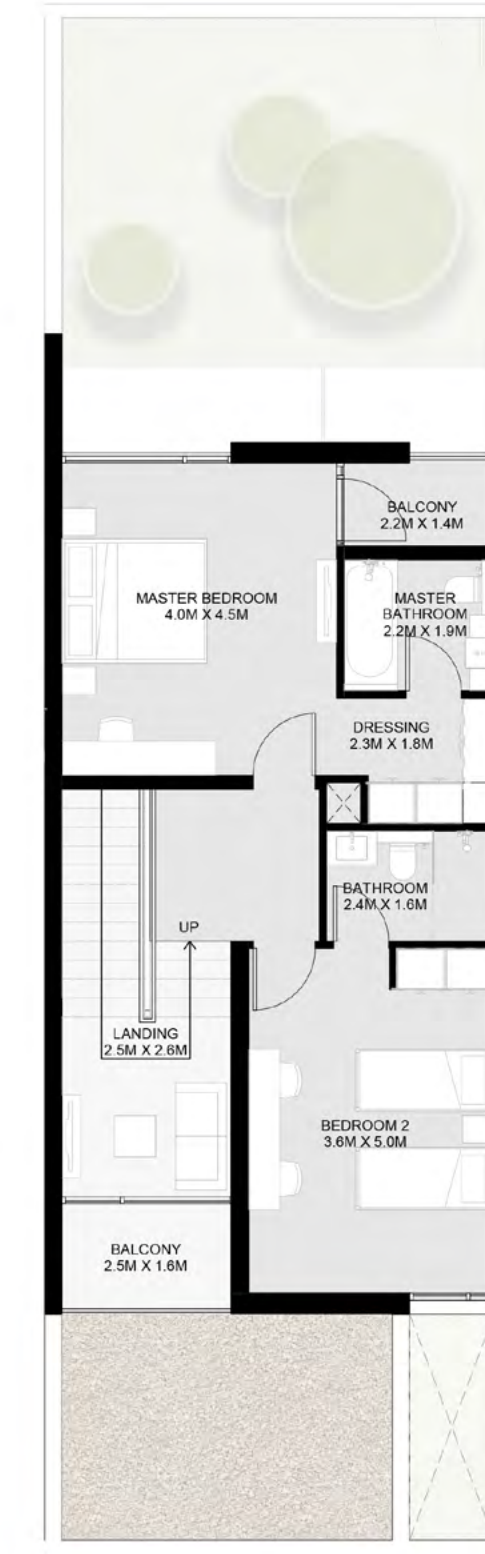 BALCONY
2.2M X 1.4M
MASTER BEDROOM
4.0M X 4.5M
MASTER
BATHROOM
2.2M X 1.9M
DRESSING
2.3M X 1.8M
BATHROOM
2.4M X 1.6M
UP
LANDING
2.5M X 2.6M
BEDROOM 2
3.6M X 5.0M
BALCONY
2.5M X 1.6M